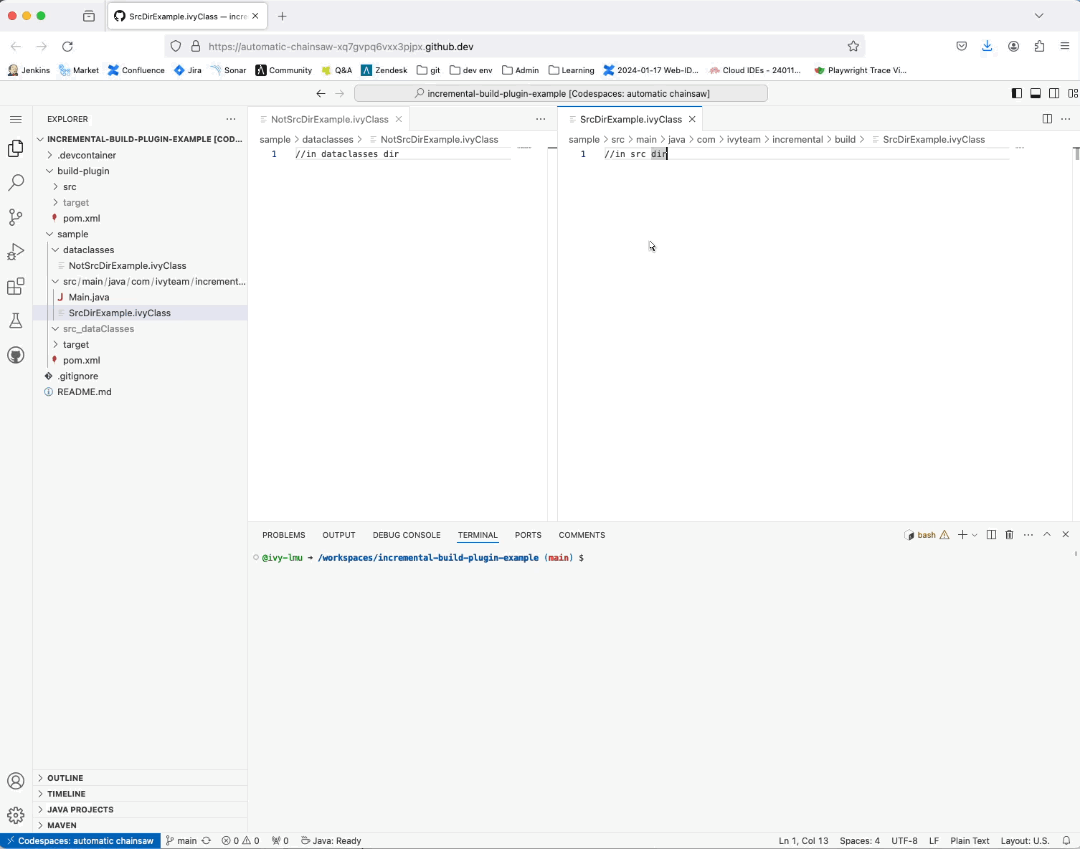 SrcDirExample.ivyClass — incre
https://automatic-chainsaw-xq7gvpq6vxx3pjpx.github.dev
Jenkins Market Confluence Jira Sonar Community Q&A Zendesk git dev env Admin Learning 2024-01-17 Web-ID... Cloud IDEs - 24011... Playwright Trace Vi...
incremental-build-plugin-example [Codespaces: automatic chainsaw]
EXPLORER
INCREMENTAL-BUILD-PLUGIN-EXAMPLE [COD...
.devcontainer
build-plugin
src
target
pom.xml
sample
dataclasses
NotSrcDirExample.ivyClass
src/main/java/com/ivyteam/increment...
Main.java
SrcDirExample.ivyClass
src_dataClasses
target
pom.xml
.gitignore
README.md
OUTLINE
TIMELINE
JAVA PROJECTS
MAVEN
NotSrcDirExample.ivyClass
sample > dataclasses > NotSrcDirExample.ivyClass
1 //in dataclasses dir
SrcDirExample.ivyClass
sample > src > main > java > com > ivyteam > incremental > build > SrcDirExample.ivyClass
1 //in src dir
PROBLEMS OUTPUT DEBUG CONSOLE TERMINAL PORTS COMMENTS bash
@ivy-lmu → /workspaces/incremental-build-plugin-example (main) $
Codespaces: automatic chainsaw main 0 0 0 Java: Ready Ln 1, Col 13 Spaces: 4 UTF-8 LF Plain Text Layout: U.S.